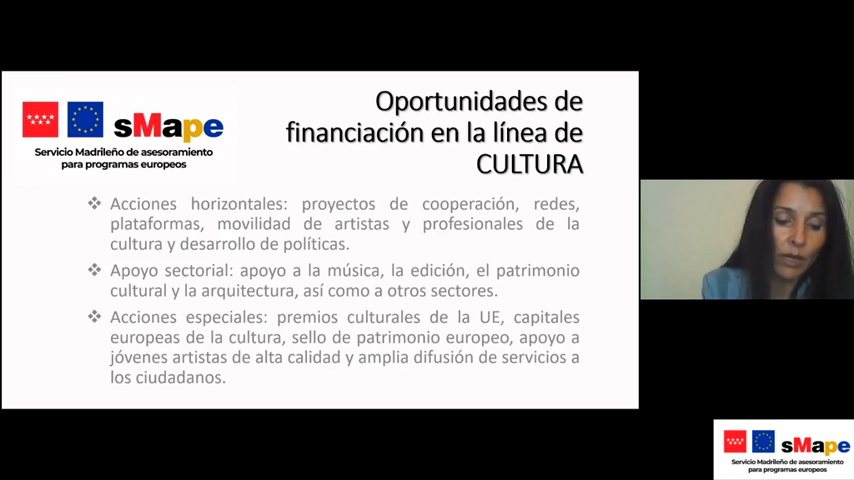 sMape
Servicio Madrileño de asesoramiento
para programas europeos
Oportunidades de
financiación en la línea de
CULTURA
❖ Acciones horizontales: proyectos de cooperación, redes,
plataformas, movilidad de artistas y profesionales de la
cultura y desarrollo de políticas.
❖ Apoyo sectorial: apoyo a la música, la edición, el patrimonio
cultural y la arquitectura, así como a otros sectores.
❖ Acciones especiales: premios culturales de la UE, capitales
europeas de la cultura, sello de patrimonio europeo, apoyo a
jóvenes artistas de alta calidad y amplia difusión de servicios a
los ciudadanos.
sMape
Servicio Madrileño de asesoramiento
para programas europeos